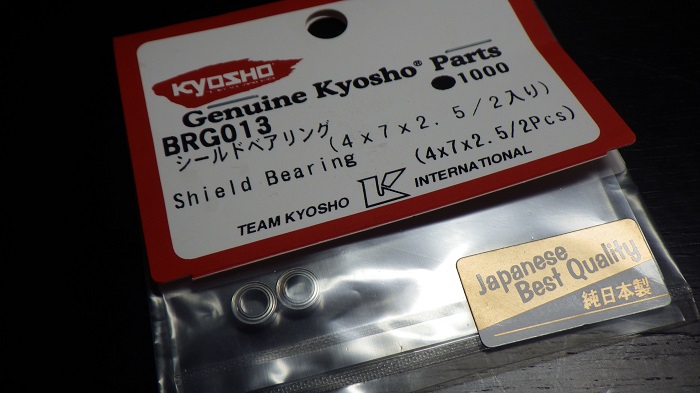 KYOSHO
Genuine Kyosho® Parts
BRG013
●1000
シールドベアリング (4×7×2.5/2入り)
Shield Bearing (4x7x2.5/2Pcs)
TEAM KYOSHO K INTERNATIONAL
Japanese
Best Quality
純日本製